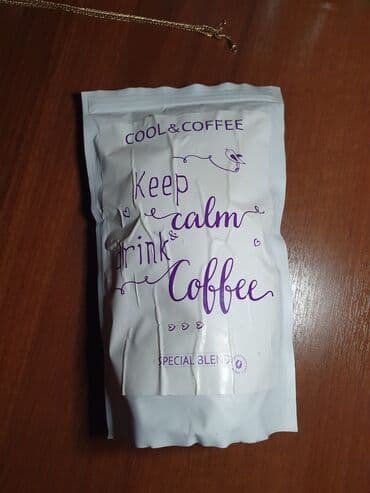 COOL&COFFEE
Keep
calm
&
drink
Coffee
SPECIAL BLEND